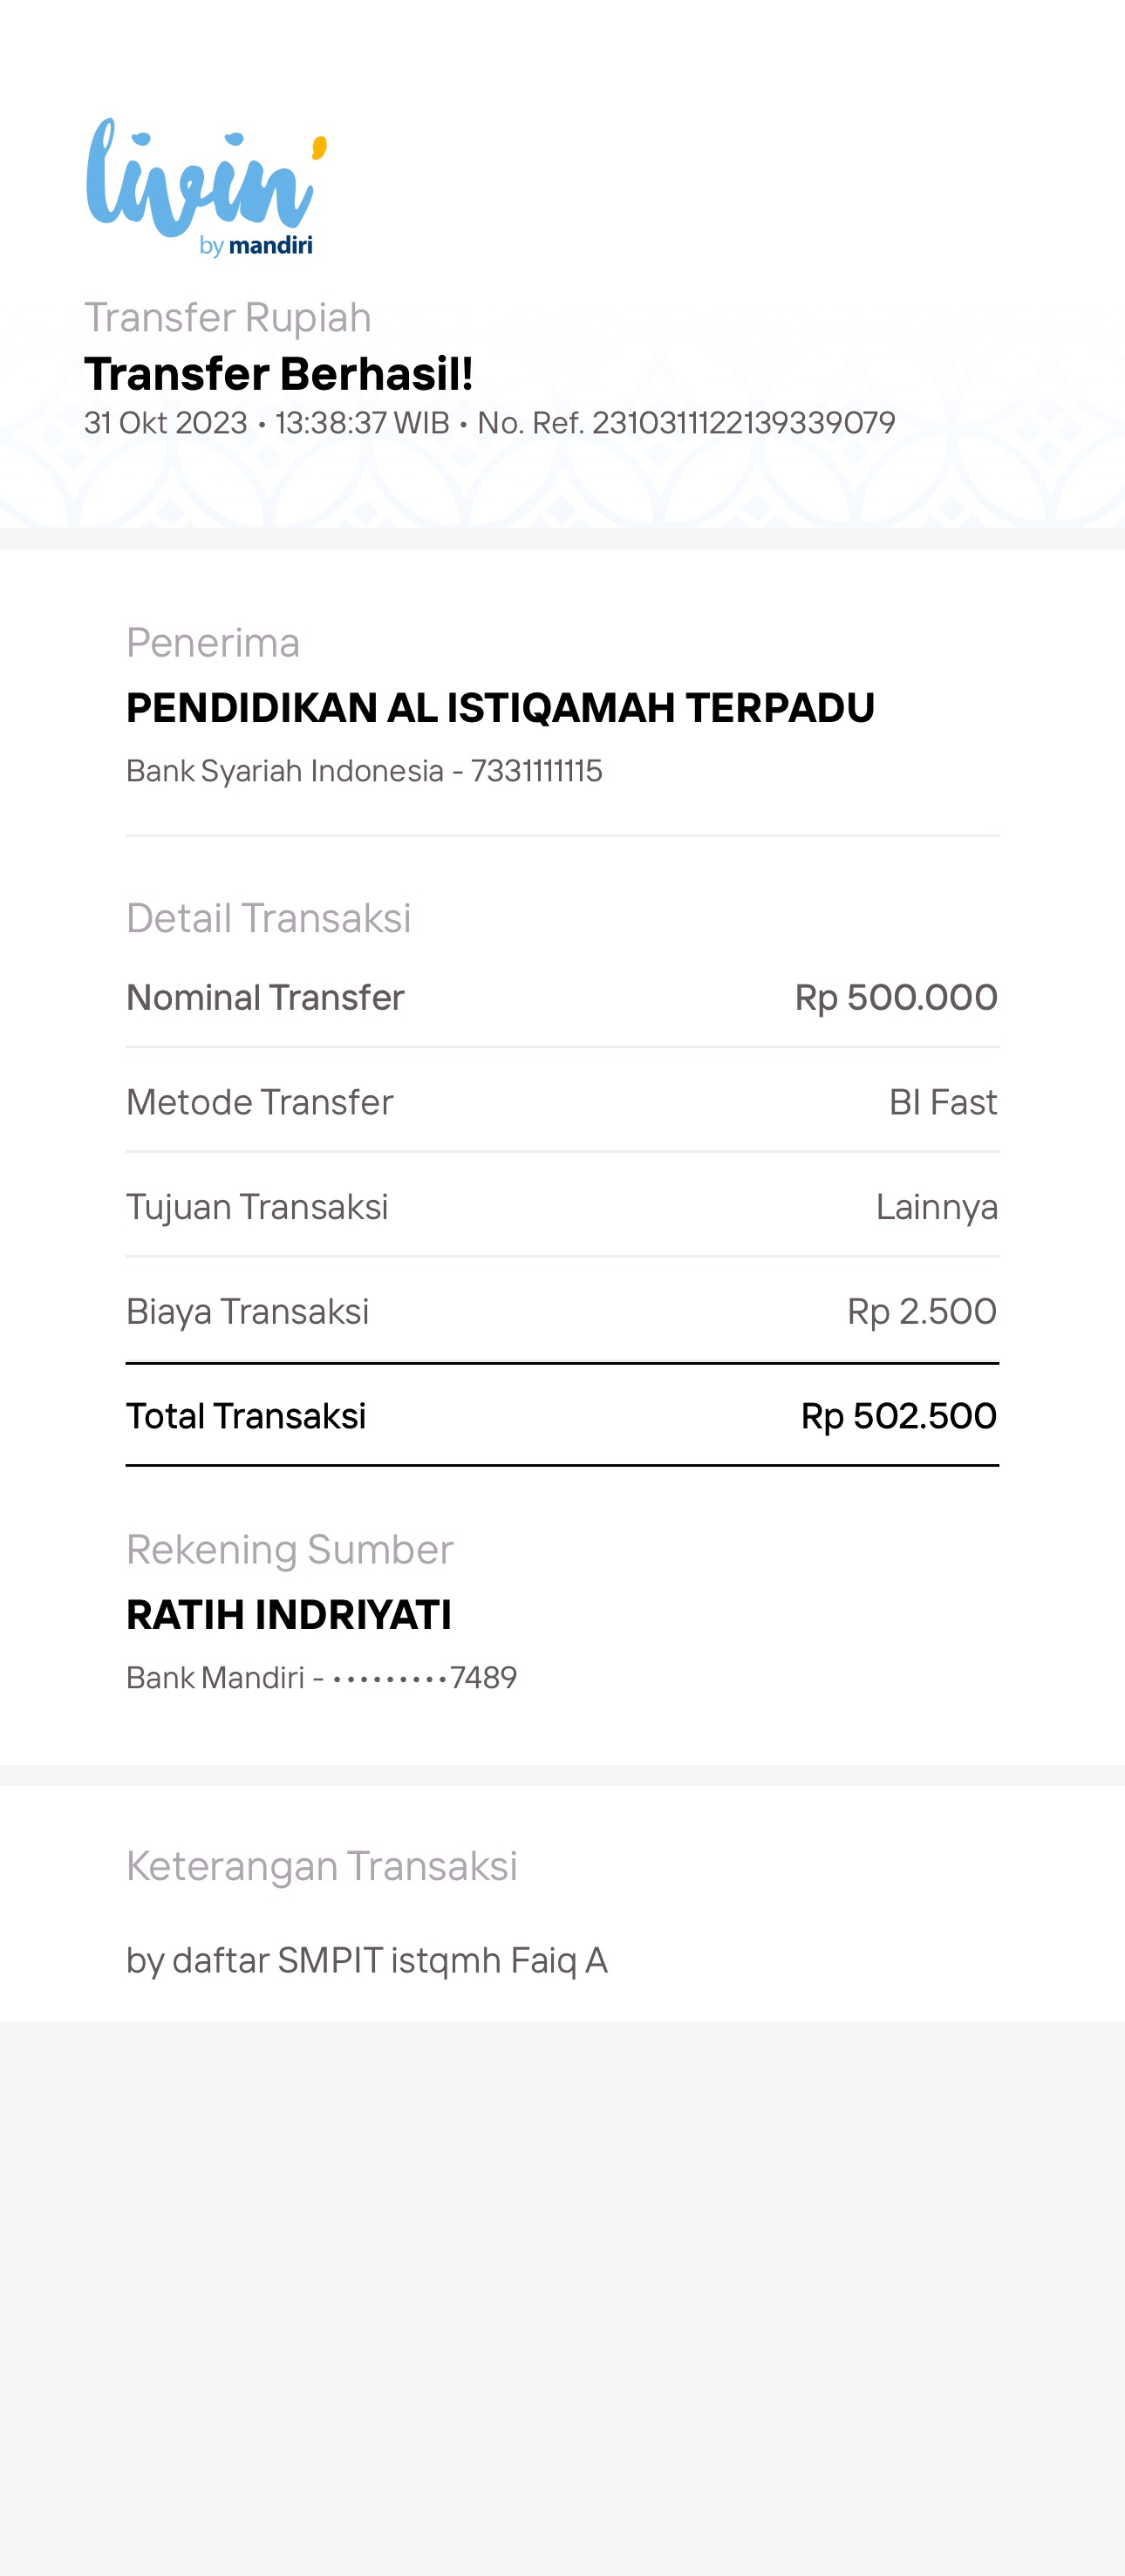 livin'
by mandiri
Transfer Rupiah
Transfer Berhasil!
31 Okt 2023 • 13:38:37 WIB • No. Ref. 2310311122139339079
Penerima
PENDIDIKAN AL ISTIQAMAH TERPADU
Bank Syariah Indonesia - 7331111115
Detail Transaksi
Nominal Transfer Rp 500.000
Metode Transfer BI Fast
Tujuan Transaksi Lainnya
Biaya Transaksi Rp 2.500
Total Transaksi Rp 502.500
Rekening Sumber
RATIH INDRIYATI
Bank Mandiri - •••••••••7489
Keterangan Transaksi
by daftar SMPIT istqmh Faiq A